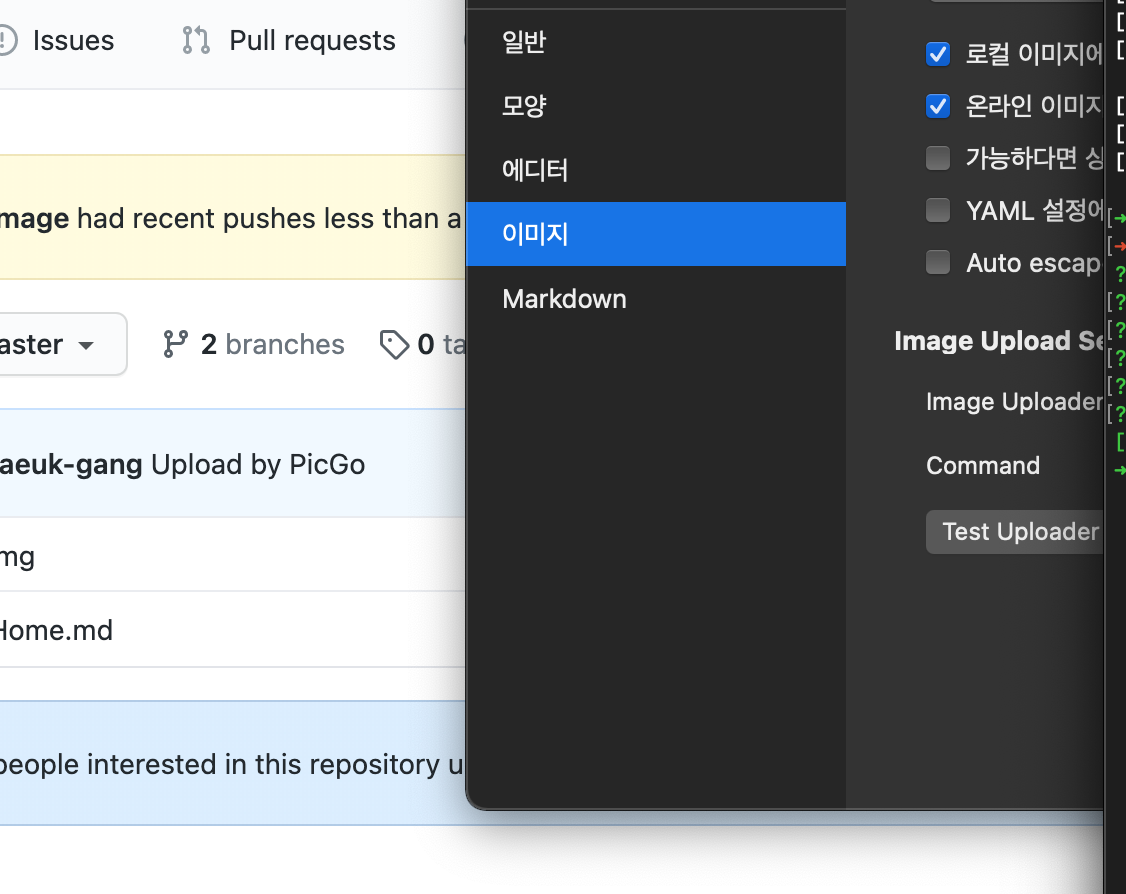 Issues
Pull requests
mage had recent pushes less than a
aster
2 branches
0 ta
aeuk-gang Upload by PicGo
mg
Home.md
people interested in this repository u
일반
모양
에디터
이미지
Markdown
로컬 이미지에
온라인 이미지
가능하다면 상
YAML 설정에
Auto escap
Image Upload Se
Image Uploader
Command
Test Uploader